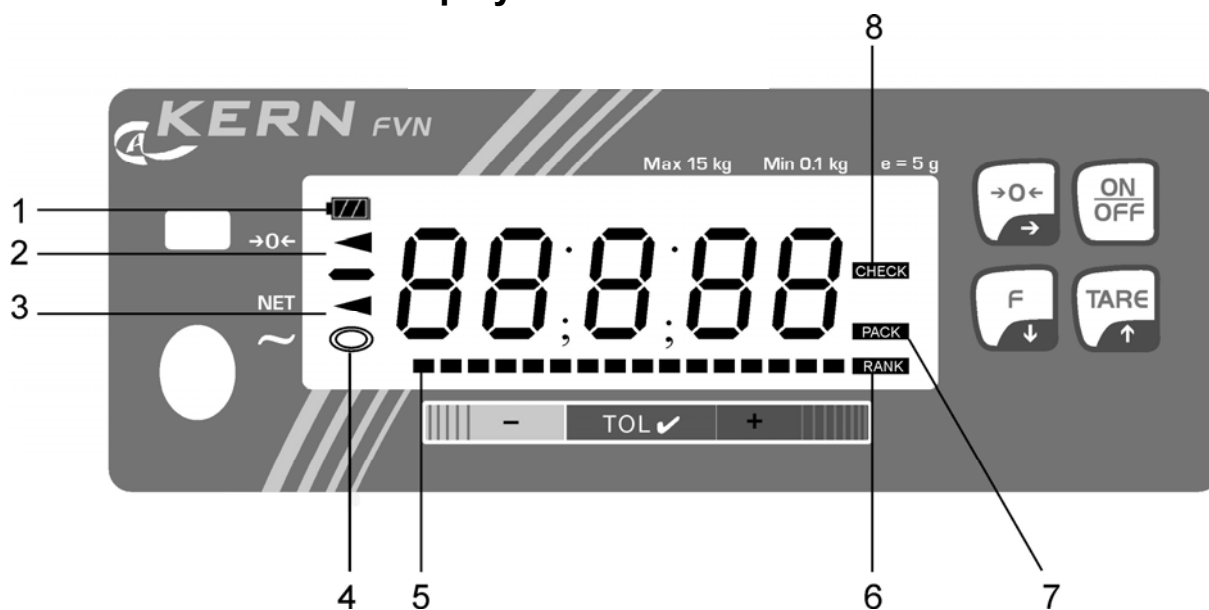 8
KERN FVN
Max 15 kg Min 0.1 kg e = 5 g
→0← ON
OFF
1
→0←
2
88:8:88
CHECK
NET
3
F TARE
PACK
RANK
− TOL ✔ +
4 5 6 7